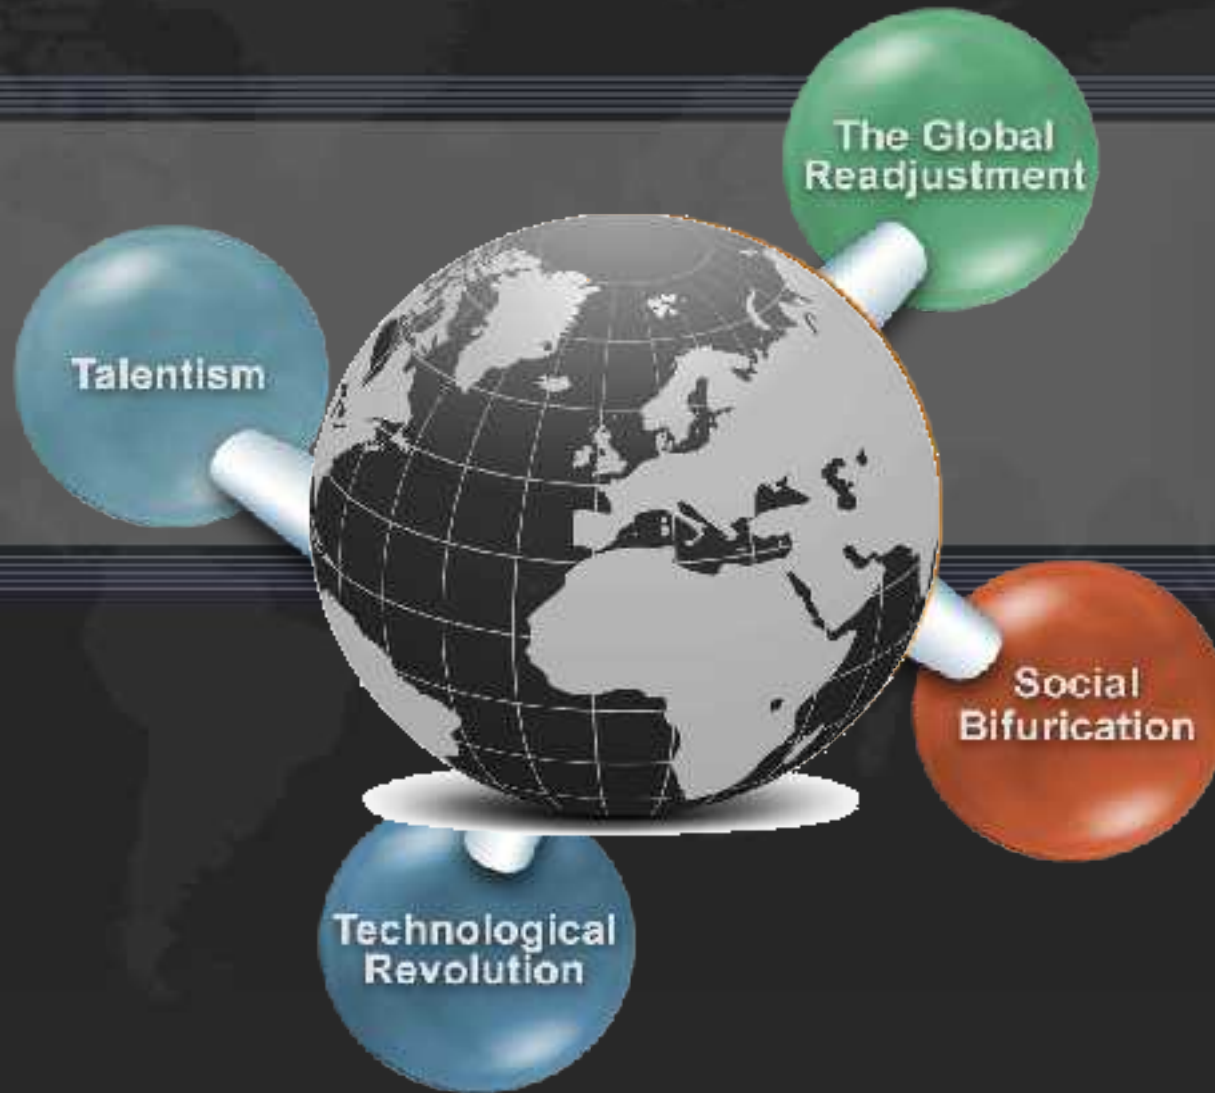 The Global
Readjustment
Talentism
Social
Bifurication
Technological
Revolution